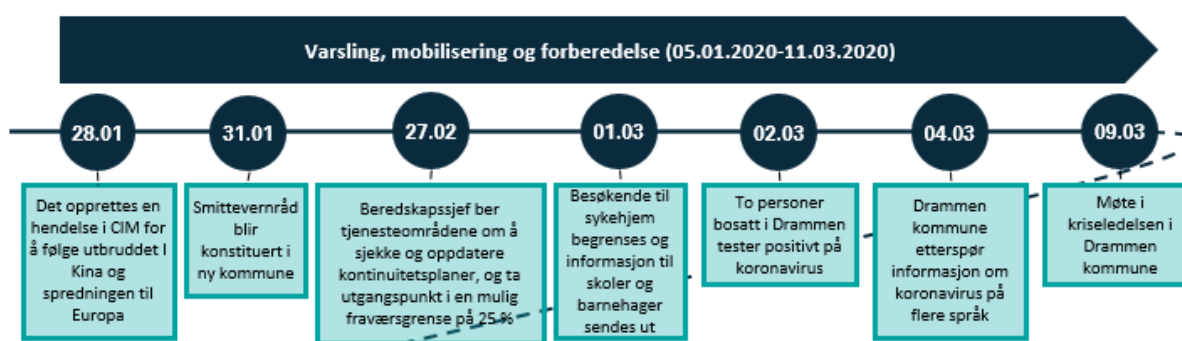 Varsling, mobilisering og forberedelse (05.01.2020-11.03.2020)
28.01
31.01
27.02
01.03
02.03
04.03
09.03
Det opprettes en
hendelse i CIM for
å følge utbruddet I
Kina og
spredningen til
Europa
Smittevernråd
blir
konstituert i
ny kommune
Beredskapssjef ber
tjenesteområdene om å
sjekke og oppdatere
kontinuitetsplaner, og ta
utgangspunkt i en mulig
fraværsgrense på 25 %
Besøkende til
sykehjem
begrenses og
informasjon til
skoler og
barnehager
sendes ut
To personer
bosatt i Drammen
tester positivt på
koronavirus
Drammen
kommune
etterspør
informasjon om
koronavirus på
flere språk
Møte i
kriseledelsen i
Drammen
kommune